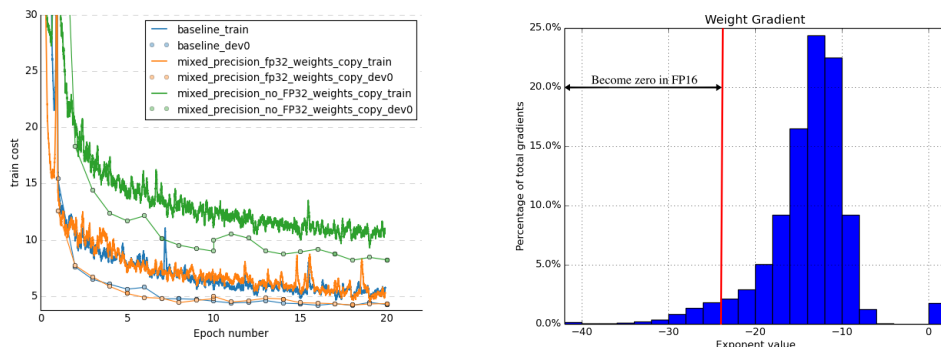 30
25
20
15
10
5
0
5
10
15
20
train cost
Epoch number
baseline_train
baseline_dev0
mixed_precision_fp32_weights_copy_train
mixed_precision_fp32_weights_copy_dev0
mixed_precision_no_FP32_weights_copy_train
mixed_precision_no_FP32_weights_copy_dev0
Weight Gradient
25.0%
20.0%
15.0%
10.0%
5.0%
0.0%
−40
−30
−20
−10
0
Percentage of total gradients
Exponent value
Become zero in FP16